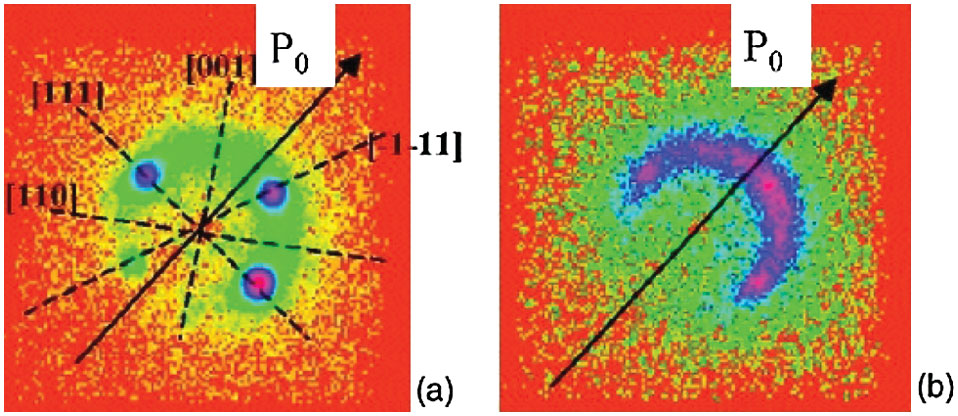 P₀
[001]
[111]
[-1-11]
[110]
(a)
P₀
(b)